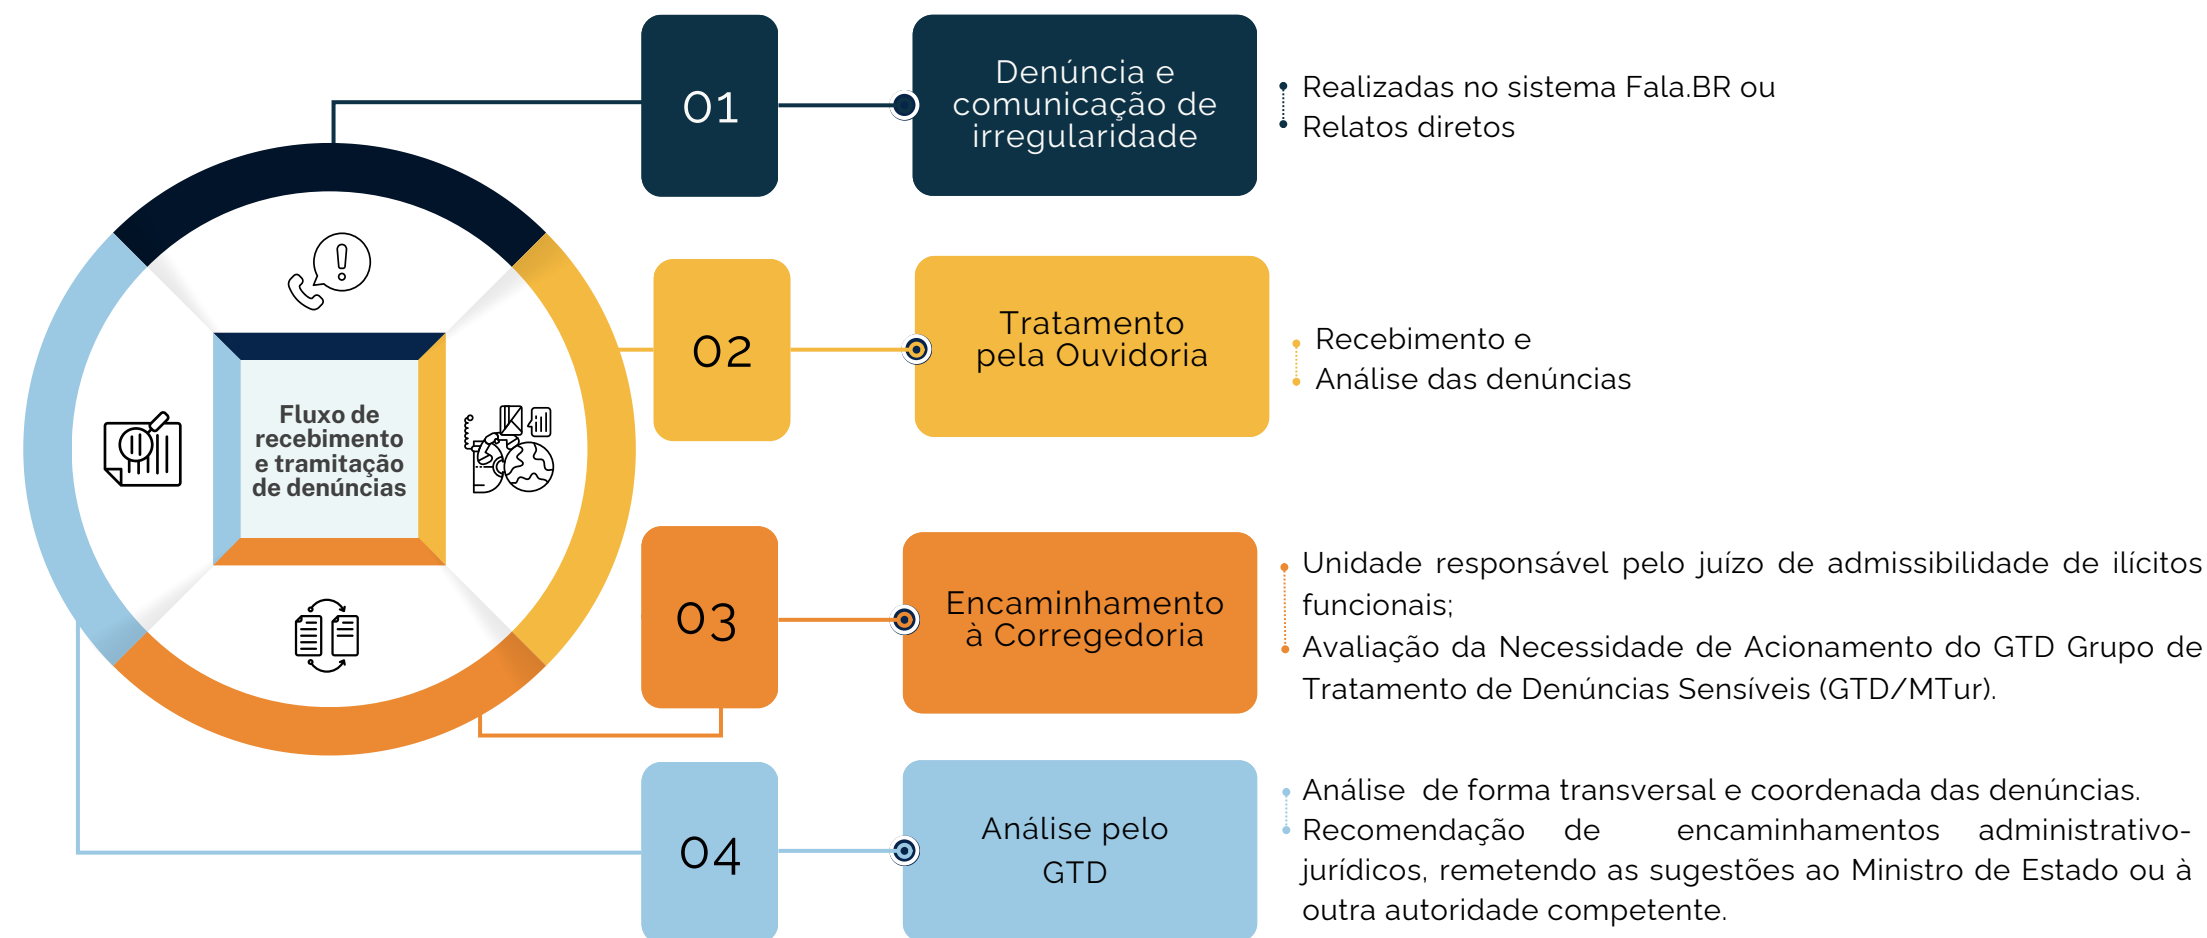 Fluxo de
recebimento
e tramitação
de denúncias
01
Denúncia e
comunicação de
irregularidade
Realizadas no sistema Fala.BR ou
Relatos diretos
02
Tratamento
pela Ouvidoria
Recebimento e
Análise das denúncias
03
Encaminhamento
à Corregedoria
Unidade responsável pelo juízo de admissibilidade de ilícitos
funcionais;
Avaliação da Necessidade de Acionamento do GTD Grupo de
Tratamento de Denúncias Sensíveis (GTD/MTur).
04
Análise pelo
GTD
Análise de forma transversal e coordenada das denúncias.
Recomendação de encaminhamentos administrativo-
jurídicos, remetendo as sugestões ao Ministro de Estado ou à
outra autoridade competente.